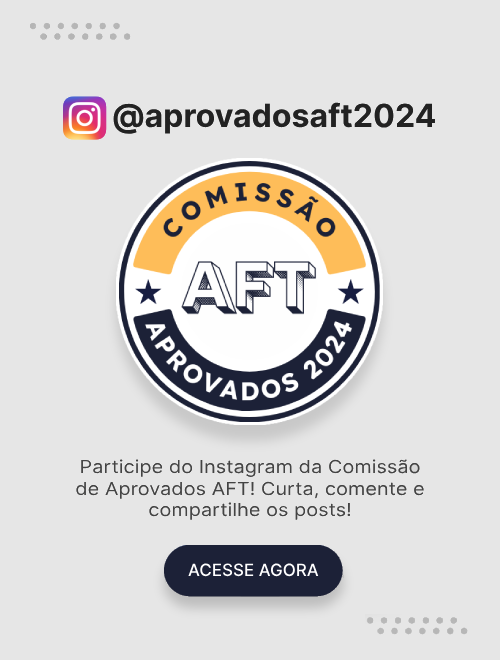 @aprovadosaft2024
COMISSÃO
AFT
APROVADOS 2024
Participe do Instagram da Comissão
de Aprovados AFT! Curta, comente e
compartilhe os posts!
ACESSE AGORA